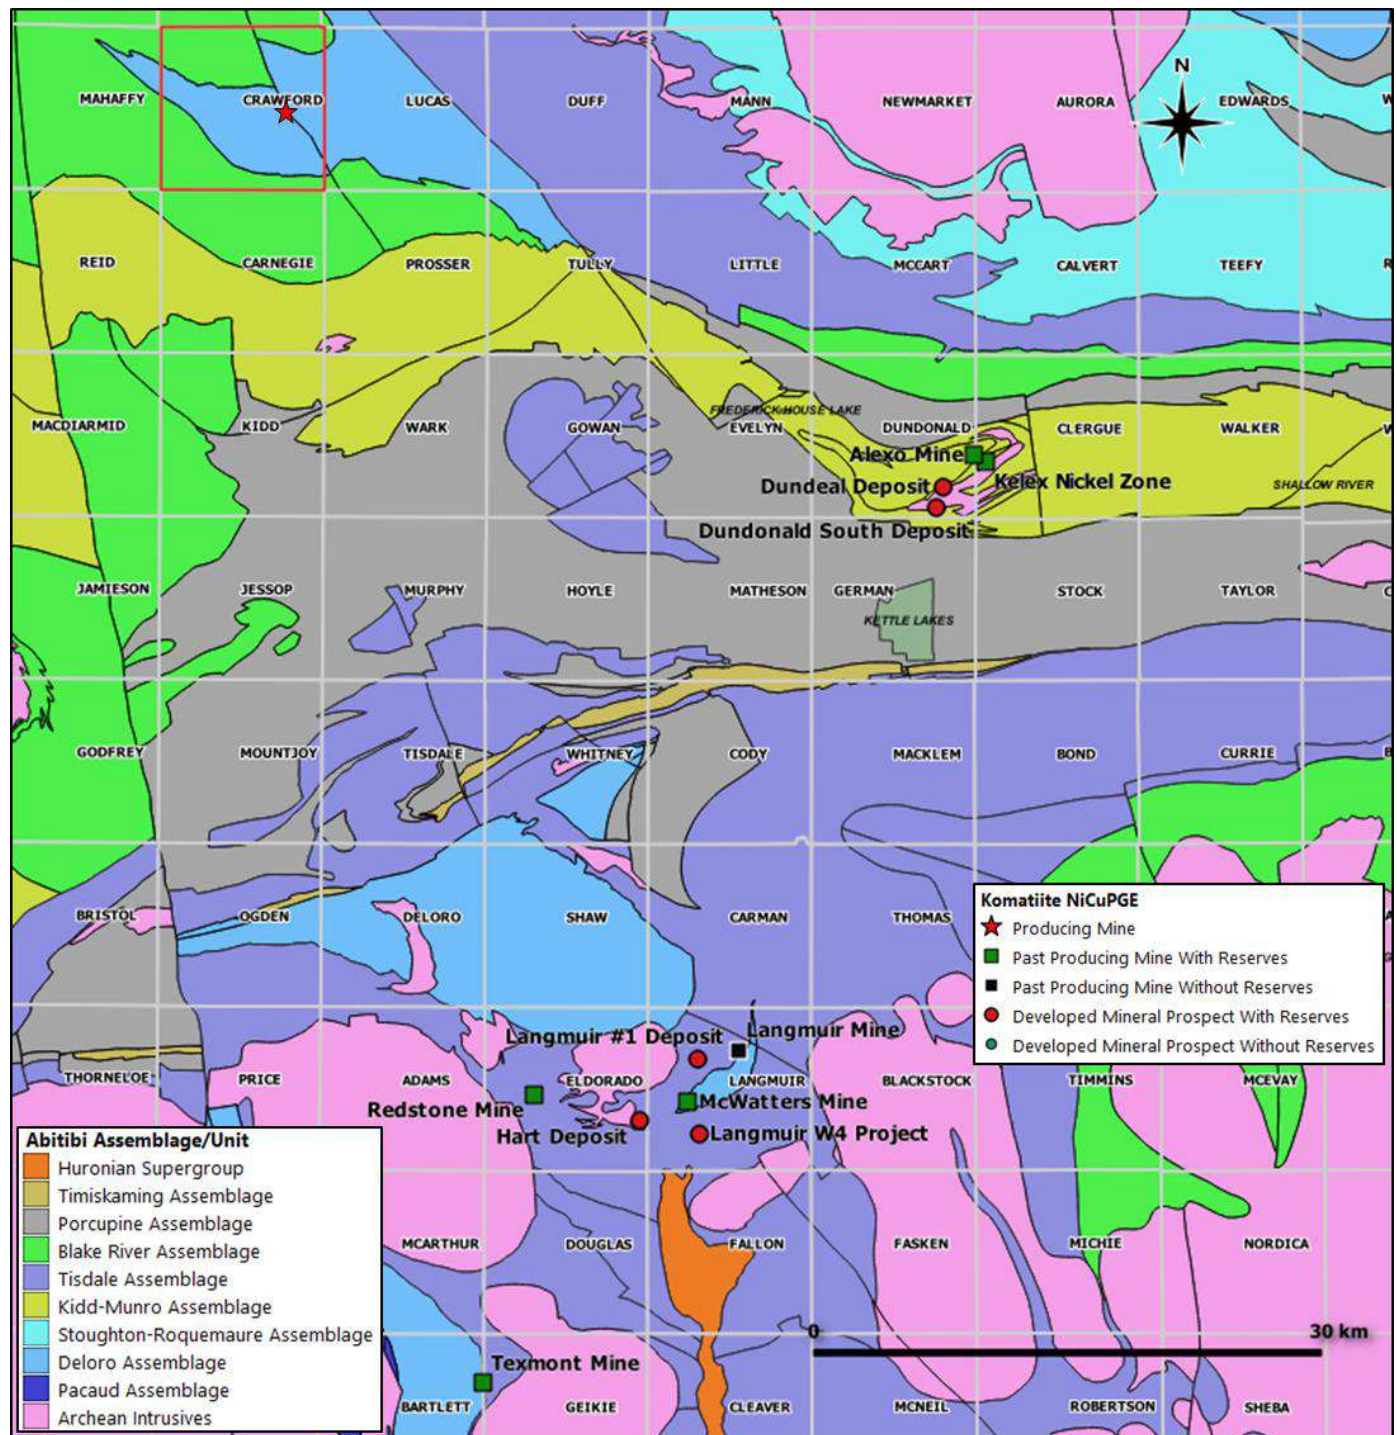 N
MAHAFFY
CRAWFORD
LUCAS
DUFF
MANN
NEWMARKET
AURORA
EDWARDS
W
REID
CARNEGIE
PROSSER
TULLY
LITTLE
MCCART
CALVERT
TEEFY
R
MACDIARMID
KIDD
WARK
GOWAN
FREDERICK HOUSE LAKE
EVELYN
DUNDONALD
CLERGUE
WALKER
W
Alexo Mine
Kelex Nickel Zone
Dundeal Deposit
SHALLOW RIVER
Dundonald South Deposit
JAMIESON
JESSOP
MURPHY
HOYLE
MATHESON
GERMAN
STOCK
TAYLOR
C
KETTLE LAKES
GODFREY
MOUNTJOY
TISDALE
WHITNEY
CODY
MACKLEM
BOND
CURRIE
B
BRISTOL
OGDEN
DELORO
SHAW
CARMAN
THOMAS
Komatiite NiCuPGE
Producing Mine
Past Producing Mine With Reserves
Past Producing Mine Without Reserves
Developed Mineral Prospect With Reserves
Developed Mineral Prospect Without Reserves
Langmuir #1 Deposit
Langmuir Mine
THORNELOE
PRICE
ADAMS
ELDORADO
LANGMUIR
BLACKSTOCK
TIMMINS
MCEVAY
Redstone Mine
McWatters Mine
Hart Deposit
Langmuir W4 Project
Abitibi Assemblage/Unit
Huronian Supergroup
Timiskaming Assemblage
Porcupine Assemblage
Blake River Assemblage
Tisdale Assemblage
Kidd-Munro Assemblage
Stoughton-Roquemaure Assemblage
Deloro Assemblage
Pacaud Assemblage
Archean Intrusives
MCARTHUR
DOUGLAS
FALLON
FASKEN
MICHIE
NORDICA
0
30 km
Texmont Mine
BARTLETT
GEIKIE
CLEAVER
MCNEIL
ROBERTSON
SHEBA